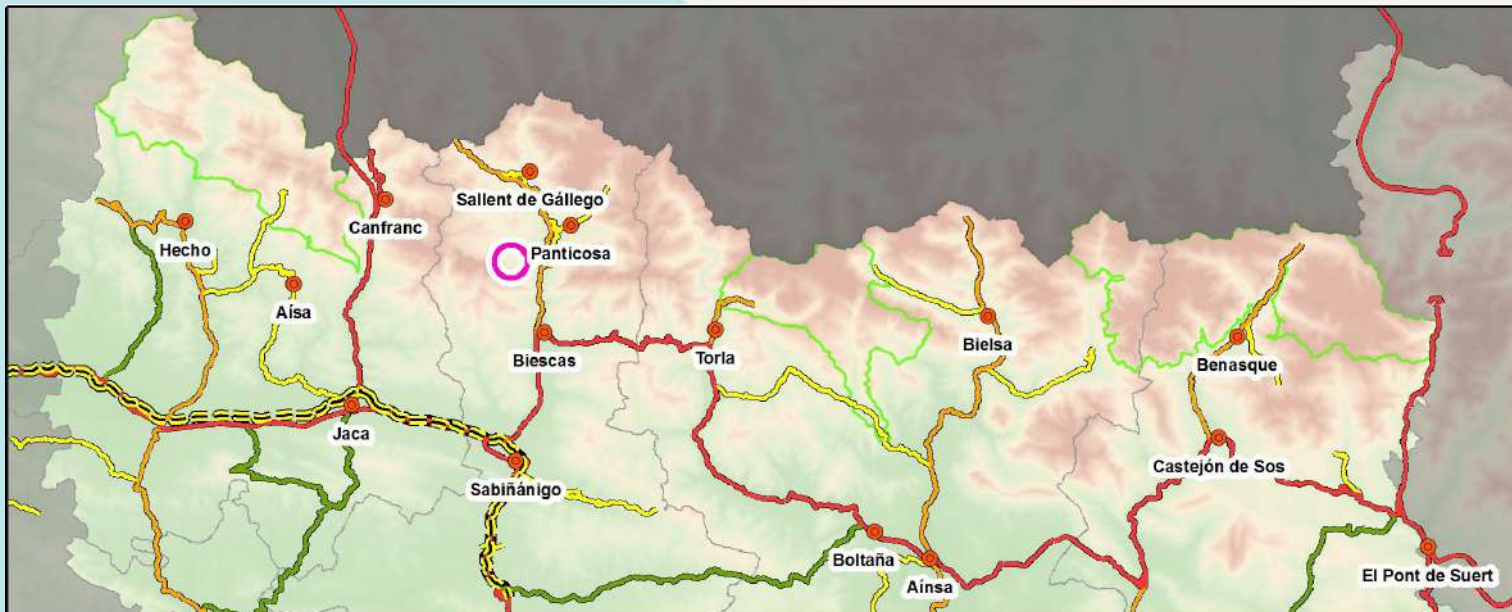 Sallent de Gállego
Canfranc
Hecho
Panticosa
Aísa
Biescas
Torla
Bielsa
Benasque
Jaca
Castejón de Sos
Sabiñánigo
Boltaña
Aínsa
El Pont de Suert